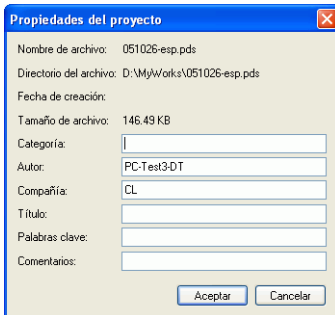 Propiedades del proyecto
Nombre de archivo: 051026-esp.pds
Directorio del archivo: D:\MyWorks\051026-esp.pds
Fecha de creación:
Tamaño de archivo: 146.49 KB
Categoría:
Autor: PC-Test3-DT
Compañía: CL
Título:
Palabras clave:
Comentarios:
Aceptar Cancelar